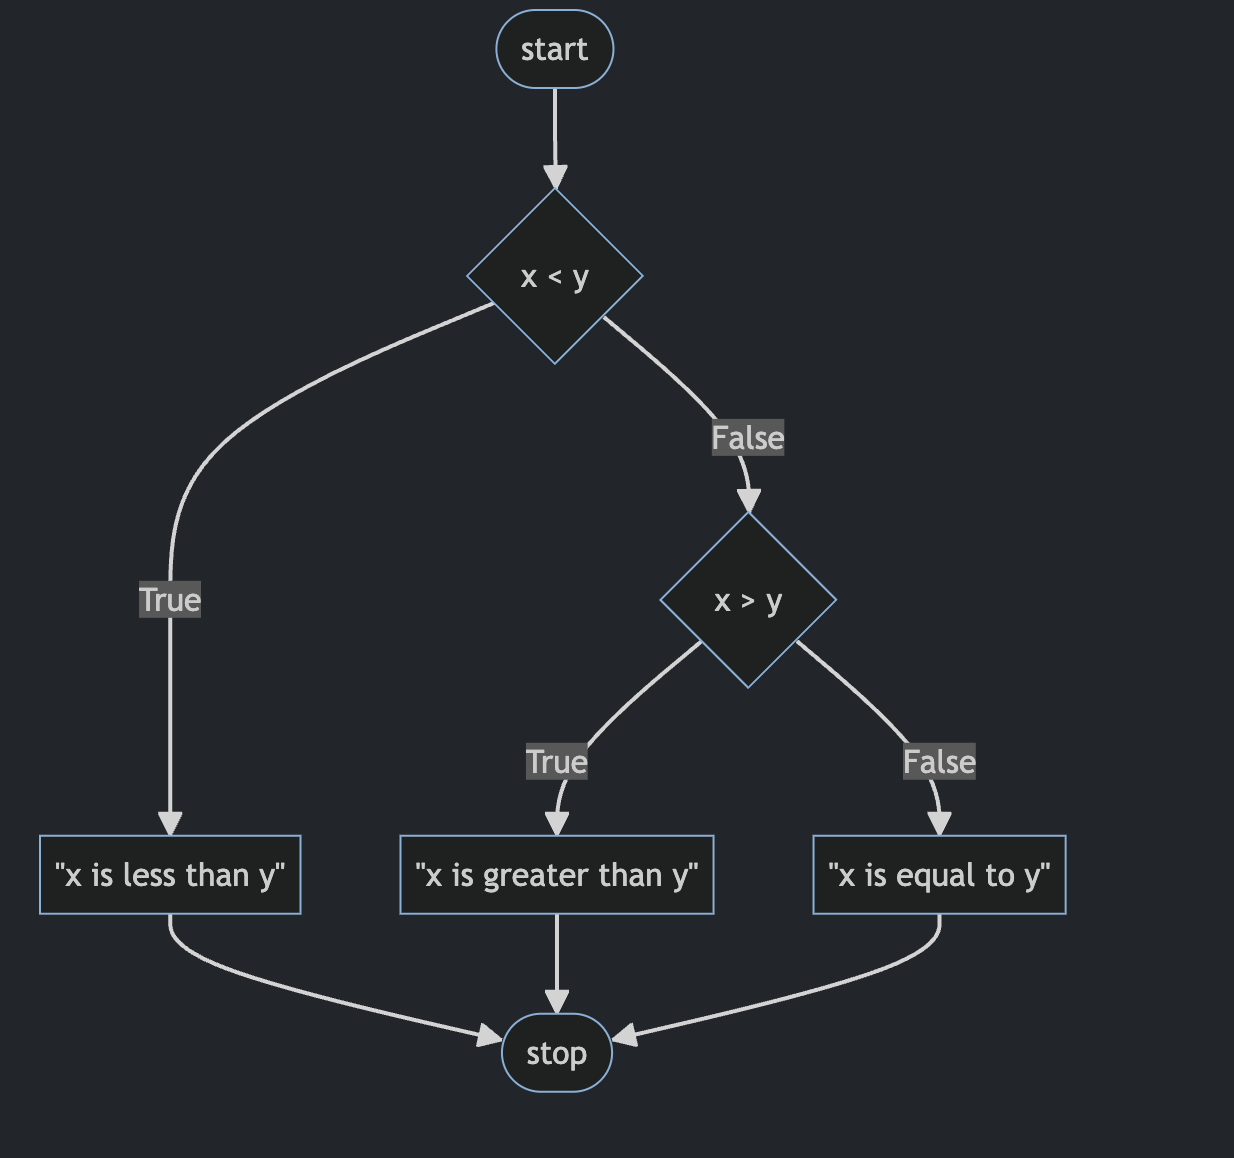 start
x < y
False
True
x > y
True
False
"x is less than y"
"x is greater than y"
"x is equal to y"
stop